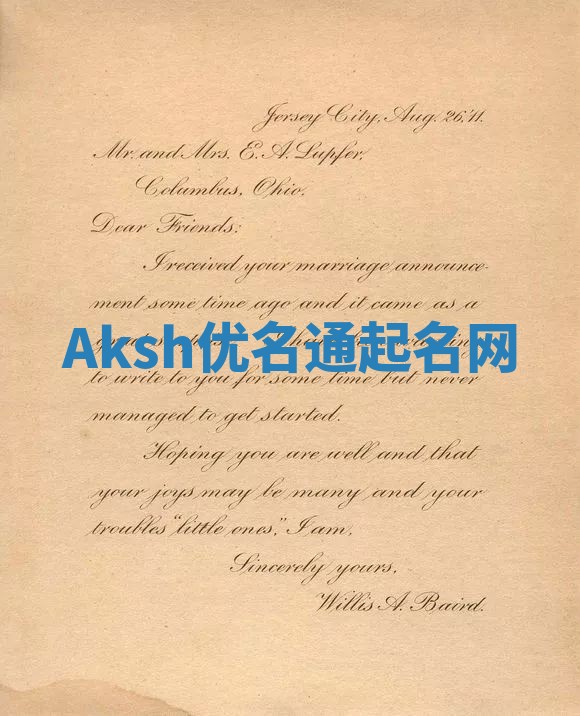 Jersey City, Aug. 26, '11.
Mr. and Mrs. E. A. Lupfer,
Columbus, Ohio.
Dear Friends:
I received your marriage announce-
ment some time ago and it came as a
Aksh优名通起名网
to write to you for some time but never
managed to get started.
Hoping you are well and that
your joys may be many and your
troubles "little ones," I am,
Sincerely yours,
Willis A. Baird.